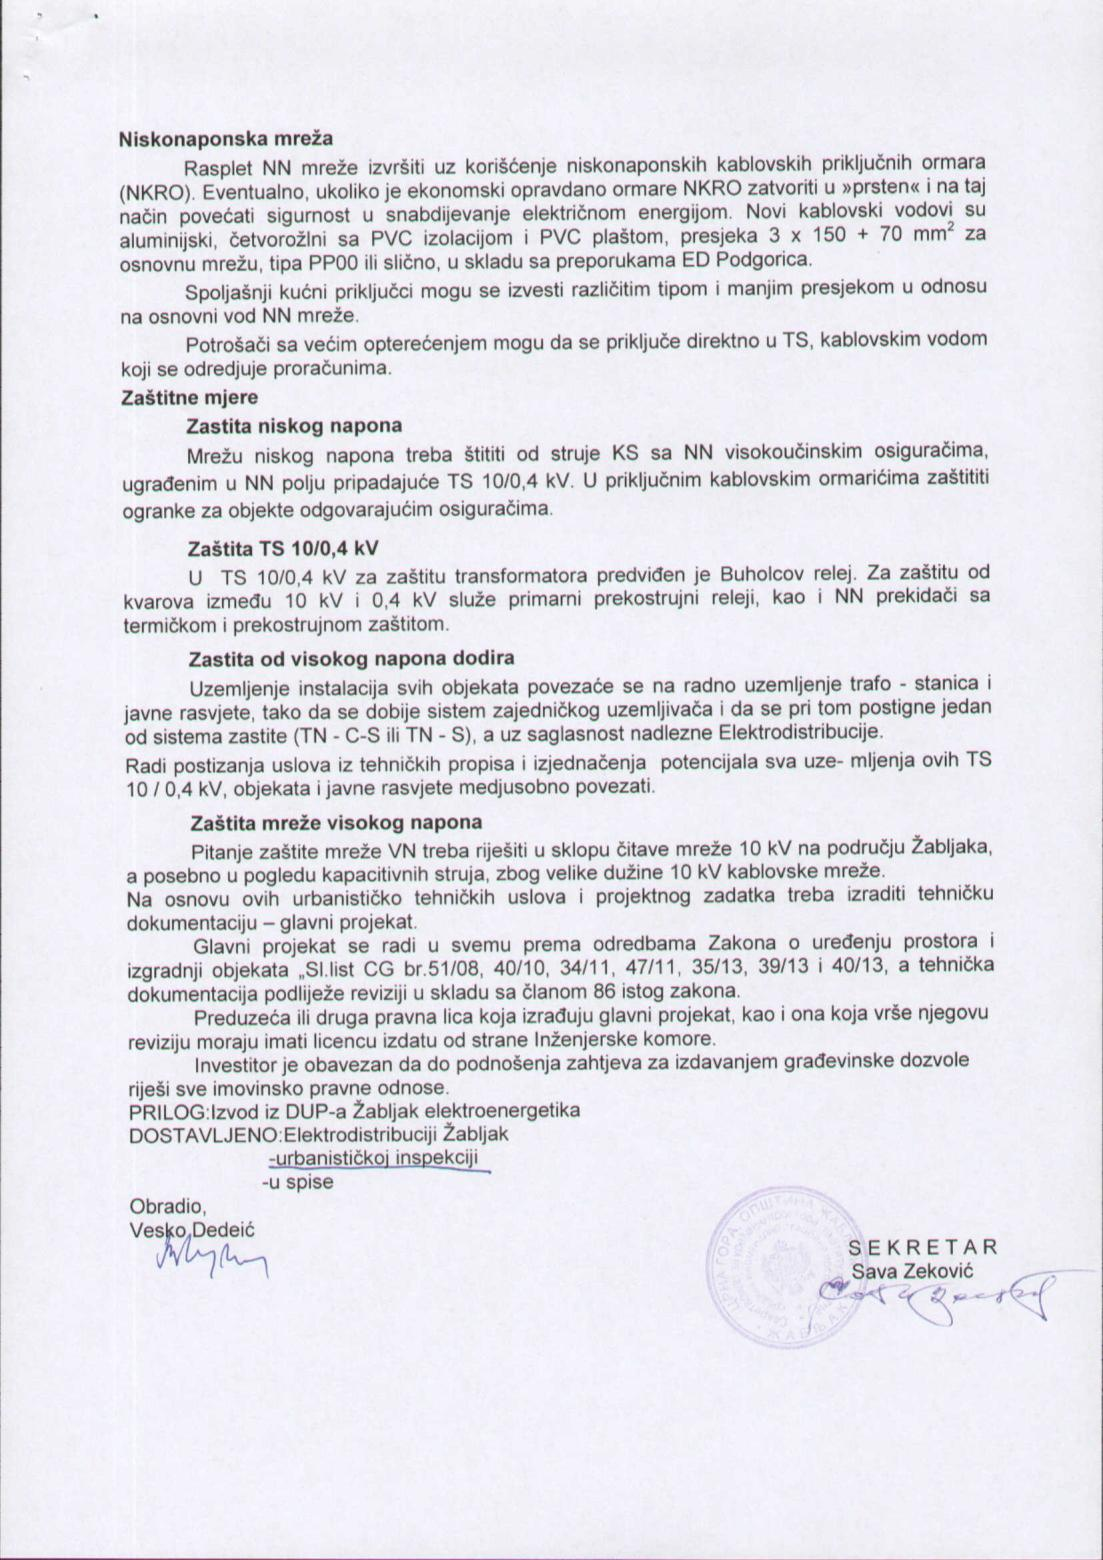 Niskonaponska mreža
Rasplet NN mreže izvršiti uz korišćenje niskonaponskih kablovskih priključnih ormara
(NKRO). Eventualno, ukoliko je ekonomski opravdano ormare NKRO zatvoriti u »prsten« i na taj
način povećati sigurnost u snabdijevanje električnom energijom. Novi kablovski vodovi su
aluminijski, četvorožlni sa PVC izolacijom i PVC plaštom, presjeka 3 x 150 + 70 mm² za
osnovnu mrežu, tipa PP00 ili slično, u skladu sa preporukama ED Podgorica.
Spoljašnji kućni priključci mogu se izvesti različitim tipom i manjim presjekom u odnosu
na osnovni vod NN mreže.
Potrošači sa većim opterećenjem mogu da se priključe direktno u TS, kablovskim vodom
koji se odredjuje proračunima.
Zaštitne mjere
Zastita niskog napona
Mrežu niskog napona treba štititi od struje KS sa NN visokoučinskim osiguračima,
ugrađenim u NN polju pripadajuće TS 10/0,4 kV. U priključnim kablovskim ormarićima zaštititi
ogranke za objekte odgovarajućim osiguračima.
Zaštita TS 10/0,4 kV
U TS 10/0,4 kV za zaštitu transformatora predviđen je Buholcov relej. Za zaštitu od
kvarova između 10 kV i 0,4 kV služe primarni prekostrujni releji, kao i NN prekidači sa
termičkom i prekostrujnom zaštitom.
Zastita od visokog napona dodira
Uzemljenje instalacija svih objekata povezaće se na radno uzemljenje trafo - stanica i
javne rasvjete, tako da se dobije sistem zajedničkog uzemljivača i da se pri tom postigne jedan
od sistema zastite (TN - C-S ili TN - S), a uz saglasnost nadlezne Elektrodistribucije.
Radi postizanja uslova iz tehničkih propisa i izjednačenja potencijala sva uze- mljenja ovih TS
10 / 0,4 kV, objekata i javne rasvjete medjusobno povezati.
Zaštita mreže visokog napona
Pitanje zaštite mreže VN treba riješiti u sklopu čitave mreže 10 kV na području Žabljaka,
a posebno u pogledu kapacitivnih struja, zbog velike dužine 10 kV kablovske mreže.
Na osnovu ovih urbanističko tehničkih uslova i projektnog zadatka treba izraditi tehničku
dokumentaciju – glavni projekat.
Glavni projekat se radi u svemu prema odredbama Zakona o uređenju prostora i
izgradnji objekata „Sl.list CG br.51/08, 40/10, 34/11, 47/11, 35/13, 39/13 i 40/13, a tehnička
dokumentacija podliježe reviziji u skladu sa članom 86 istog zakona.
Preduzeća ili druga pravna lica koja izrađuju glavni projekat, kao i ona koja vrše njegovu
reviziju moraju imati licencu izdatu od strane Inženjerske komore.
Investitor je obavezan da do podnošenja zahtjeva za izdavanjem građevinske dozvole
riješi sve imovinsko pravne odnose.
PRILOG:Izvod iz DUP-a Žabljak elektroenergetika
DOSTAVLJENO:Elektrodistribuciji Žabljak
-urbanističkoj inspekciji
-u spise
Obradio,
Vesko Dedeić
SEKRETAR
Sava Zeković
ЦРНА ГОРА, ОПШТИНА ЖАБЉАК
ЖАБЉАК